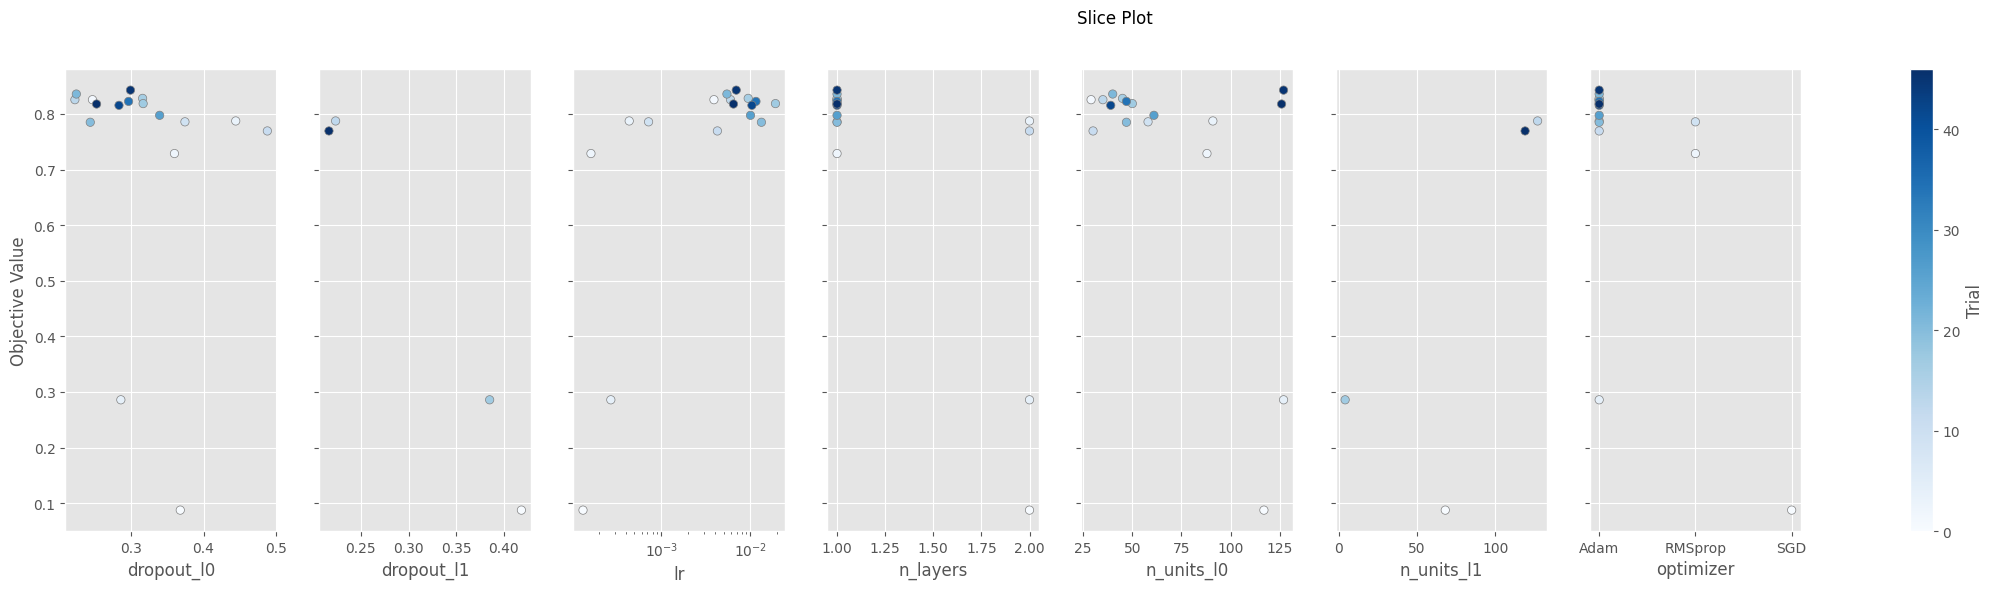 Slice Plot
Objective Value
0.8
0.7
0.6
0.5
0.4
0.3
0.2
0.1
0.3 0.4 0.5
dropout_l0
0.25 0.30 0.35 0.40
dropout_l1
10⁻³ 10⁻²
lr
1.00 1.25 1.50 1.75 2.00
n_layers
25 50 75 100 125
n_units_l0
0 50 100
n_units_l1
Adam RMSprop SGD
optimizer
40
30
20
10
0
Trial